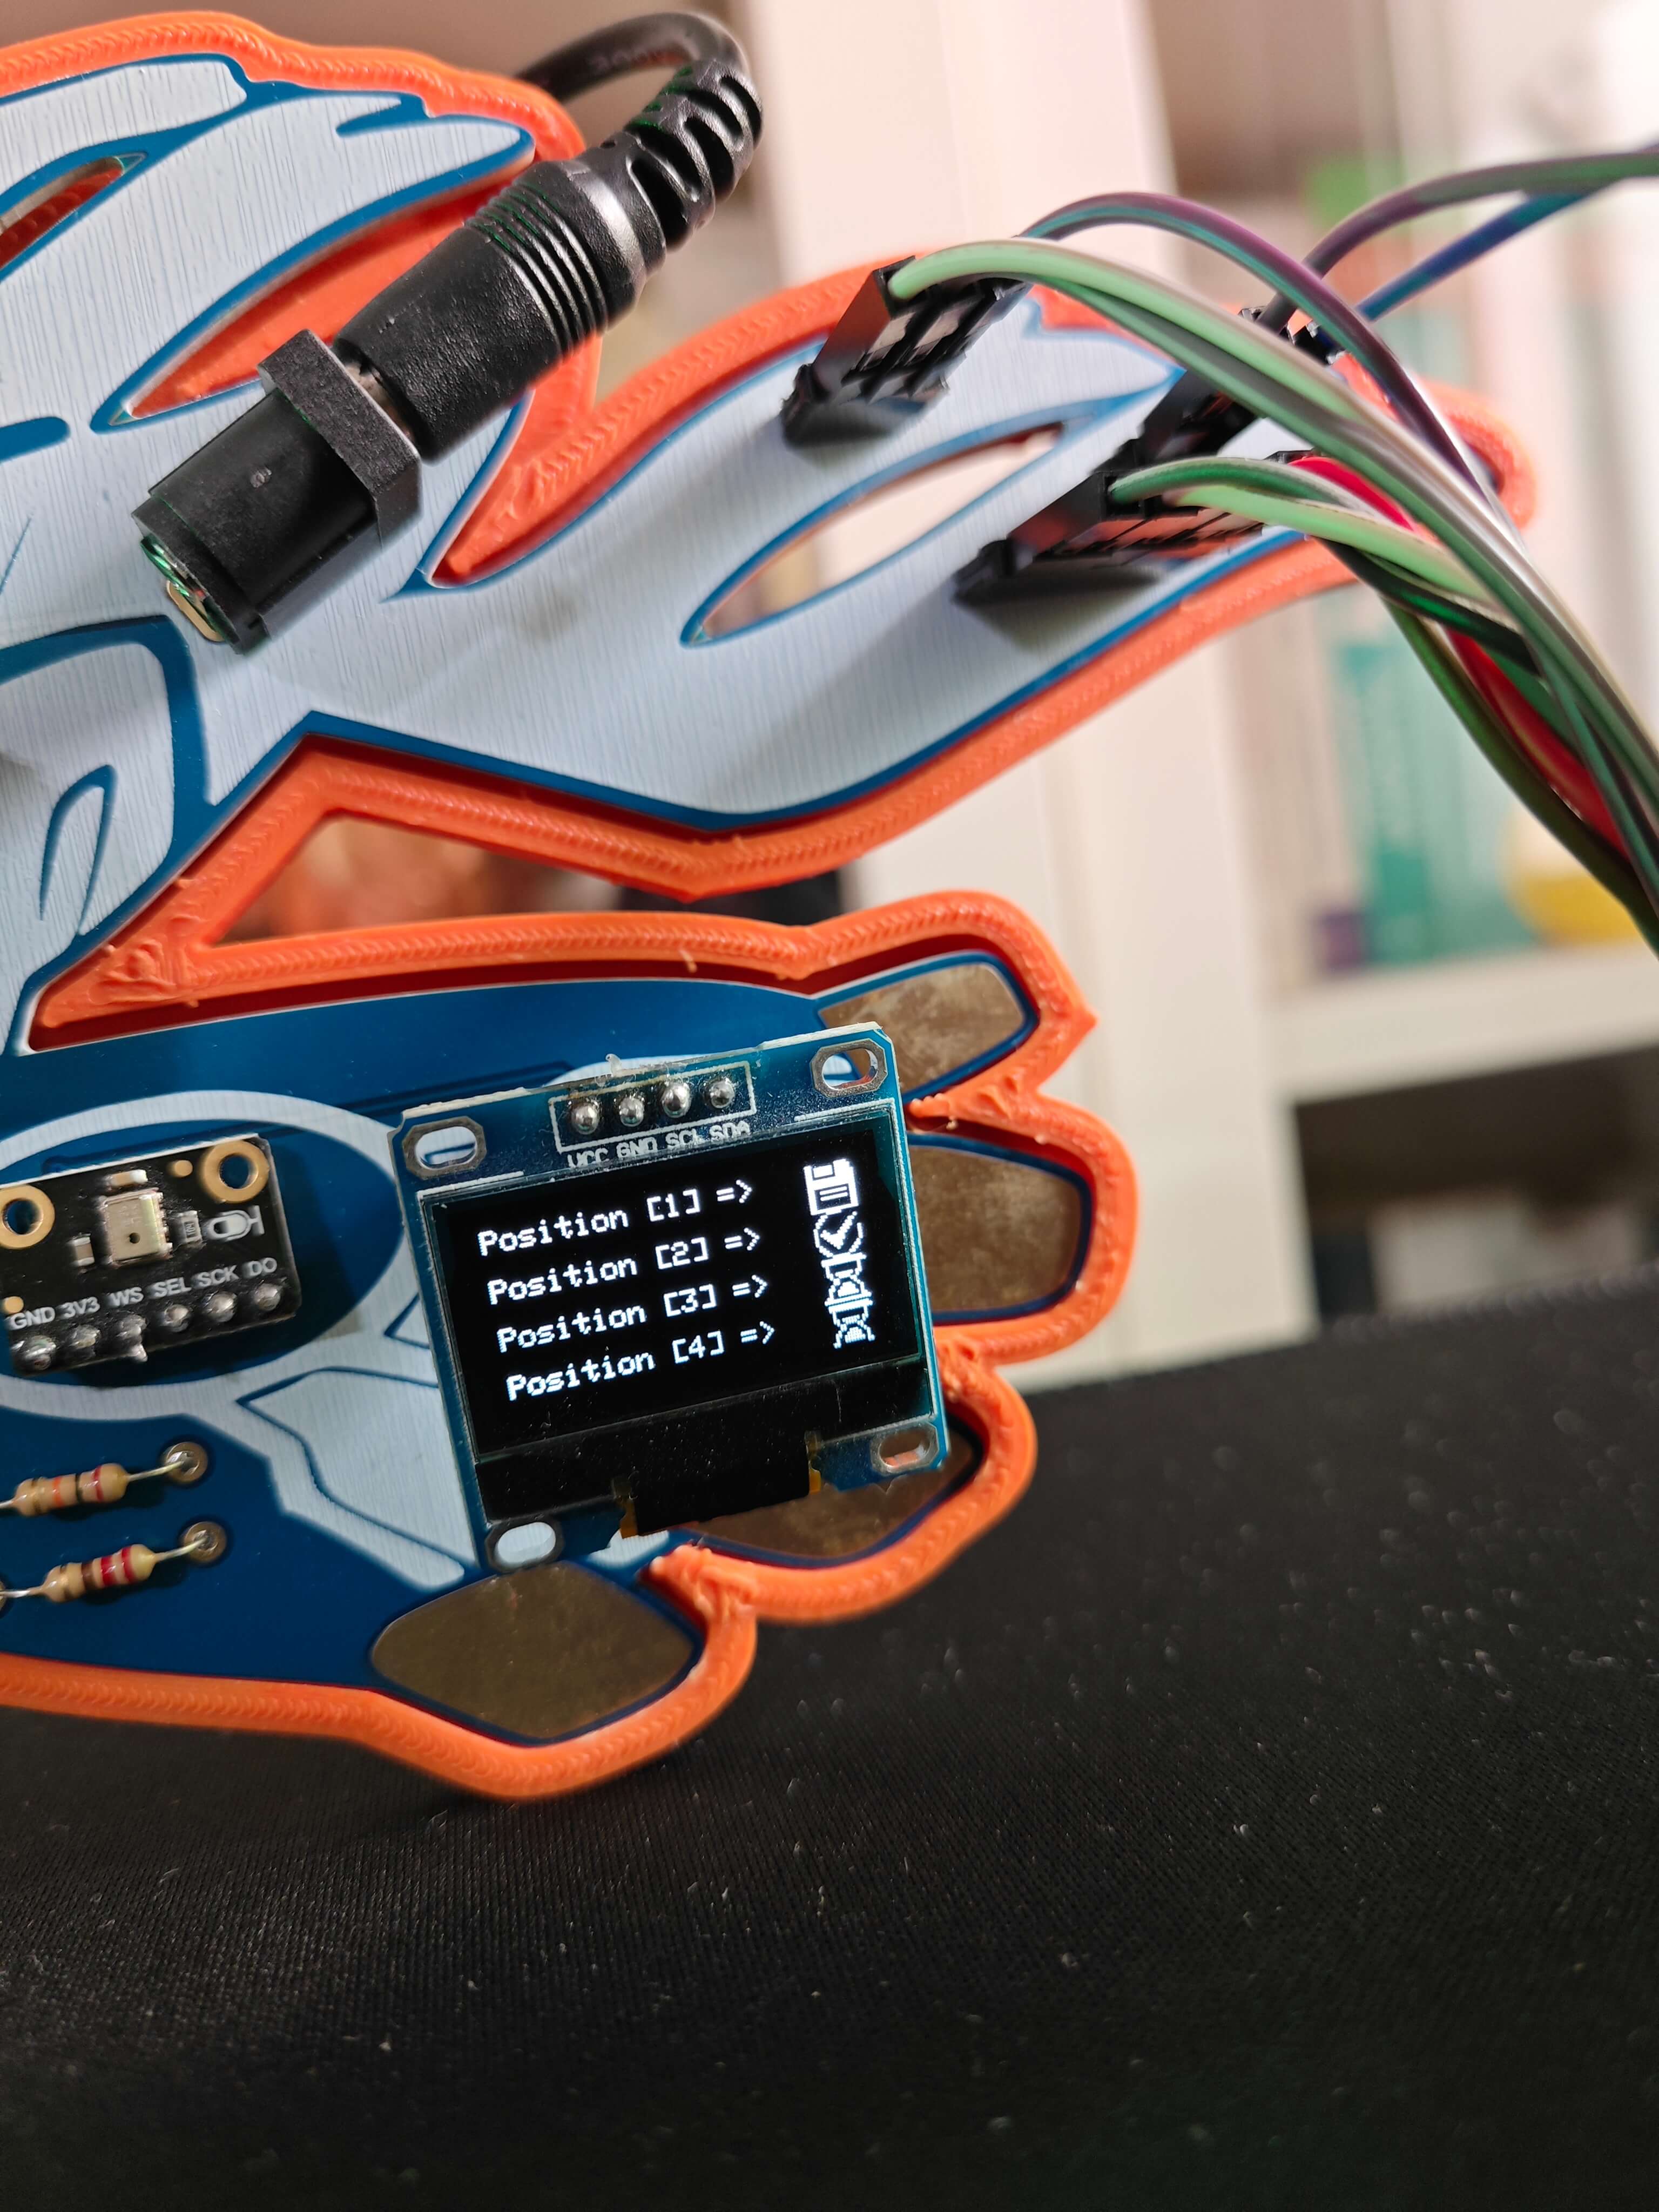 VCC GND SCL SDA
Position [1] =>
Position [2] =>
Position [3] =>
Position [4] =>
GND 3V3 WS SEL SCK DO